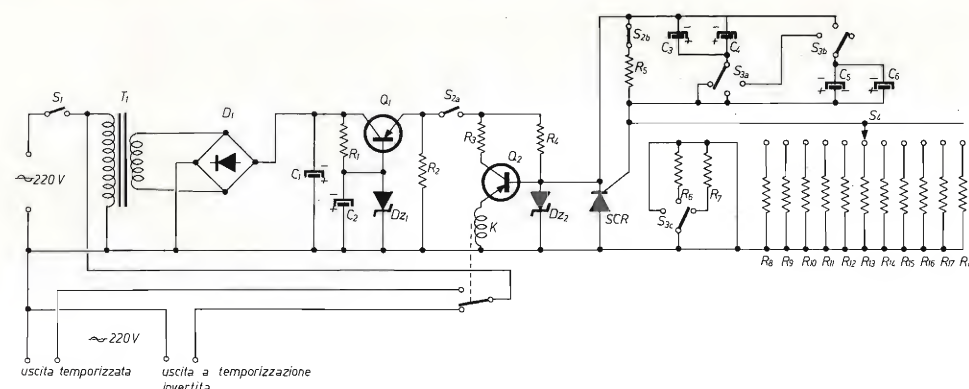 S1
T1
D1
Q1
S2a
S2b
R5
C3
C4
S3a
S3b
C5
C6
S4
∼220 V
C1
R1
C2
Dz1
R2
R3
Q2
R4
K
Dz2
SCR
S3c
R6
R7
R8 R9 R10 R11 R12 R13 R14 R15 R16 R17
∼220V
uscita temporizzata
uscita a temporizzazione
invertita